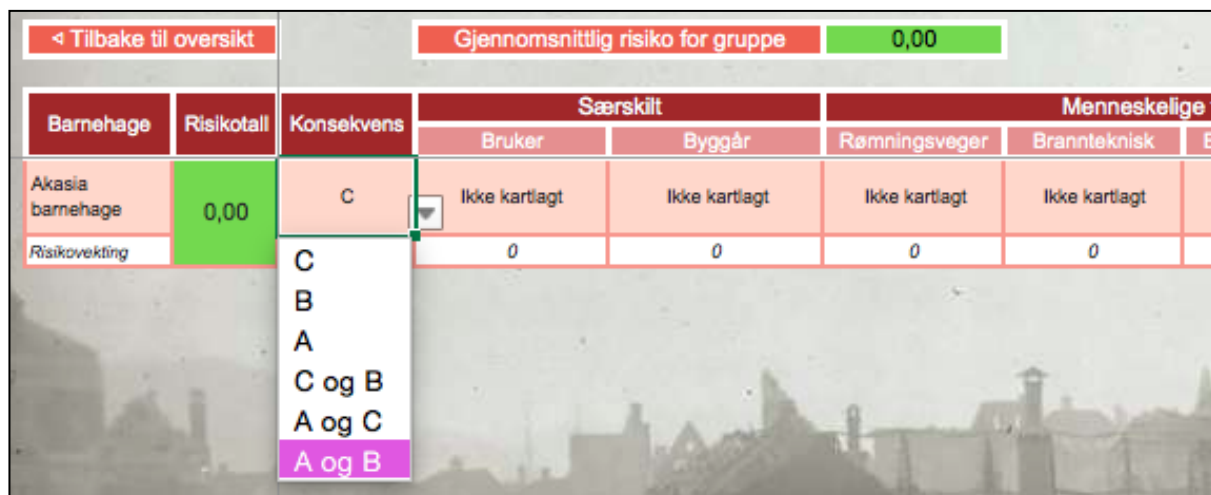 ◃ Tilbake til oversikt
Gjennomsnittlig risiko for gruppe
0,00
Barnehage
Risikotall
Konsekvens
Særskilt
Menneskelige
Bruker
Byggår
Rømningsveger
Brannteknisk
Akasia
barnehage
0,00
C
Ikke kartlagt
Ikke kartlagt
Ikke kartlagt
Ikke kartlagt
Risikovekting
0
0
0
0
C
B
A
C og B
A og C
A og B